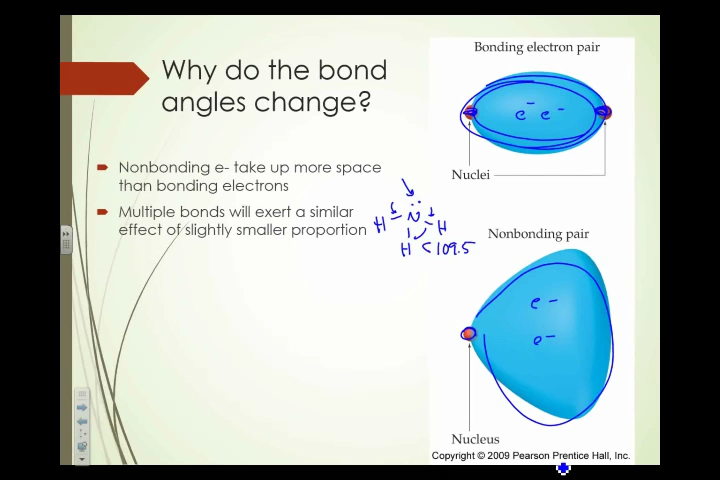 Why do the bond
angles change?
Nonbonding e- take up more space
than bonding electrons
Multiple bonds will exert a similar
effect of slightly smaller proportion
N
H
H
H <109.5
Bonding electron pair
e- e-
Nuclei
Nonbonding pair
e-
e-
Nucleus
Copyright © 2009 Pearson Prentice Hall, Inc.